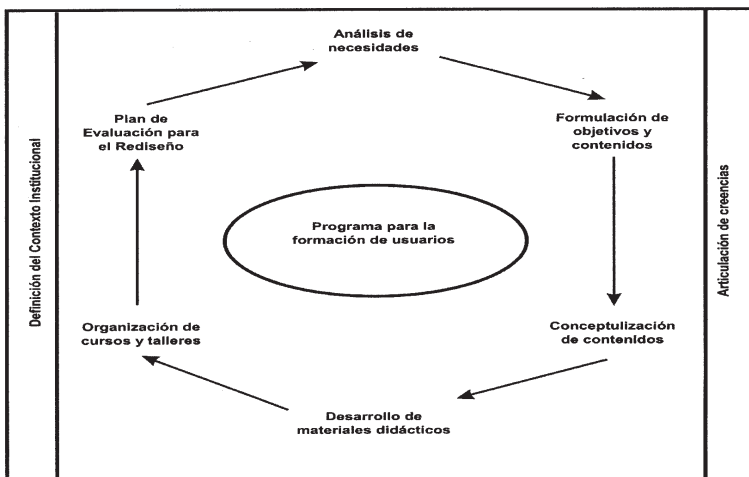 Análisis de
necesidades
Formulación de
objetivos y
contenidos
Conceptulización
de contenidos
Desarrollo de
materiales didácticos
Organización de
cursos y talleres
Plan de
Evaluación para
el Rediseño
Programa para la
formación de usuarios
Definición del Contexto Institucional
Articulación de creencias